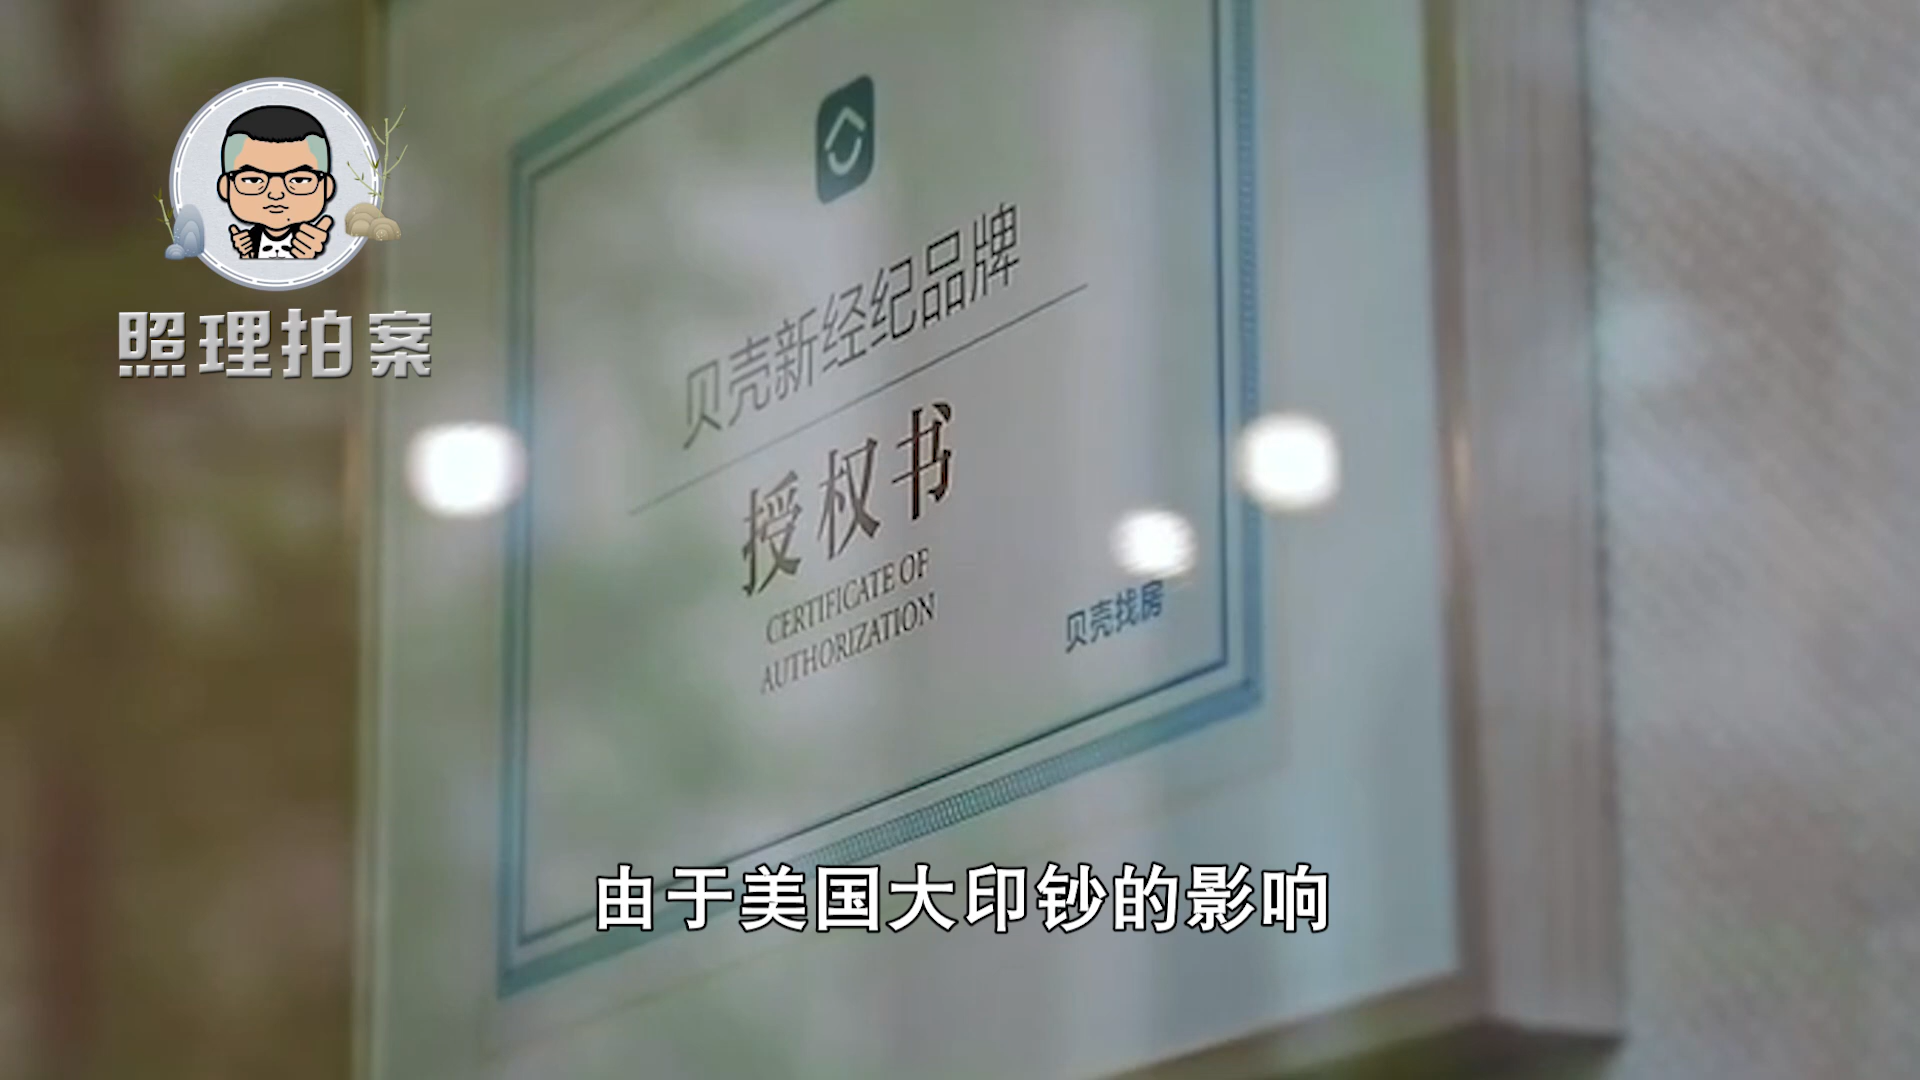 照理拍案
贝壳新经纪品牌
授权书
CERTIFICATE OF
AUTHORIZATION
贝壳找房
由于美国大印钞的影响